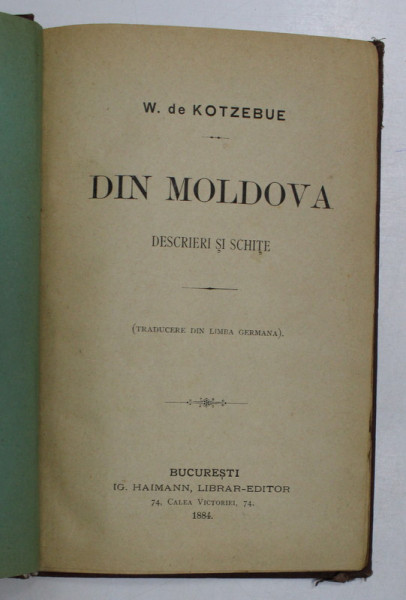 W. de KOTZEBUE
DIN MOLDOVA
DESCRIERI ȘI SCHIȚE
(TRADUCERE DIN LIMBA GERMANA).
BUCUREȘTI
IG. HAIMANN, LIBRAR-EDITOR
74, CALEA VICTORIEI, 74.
1884.